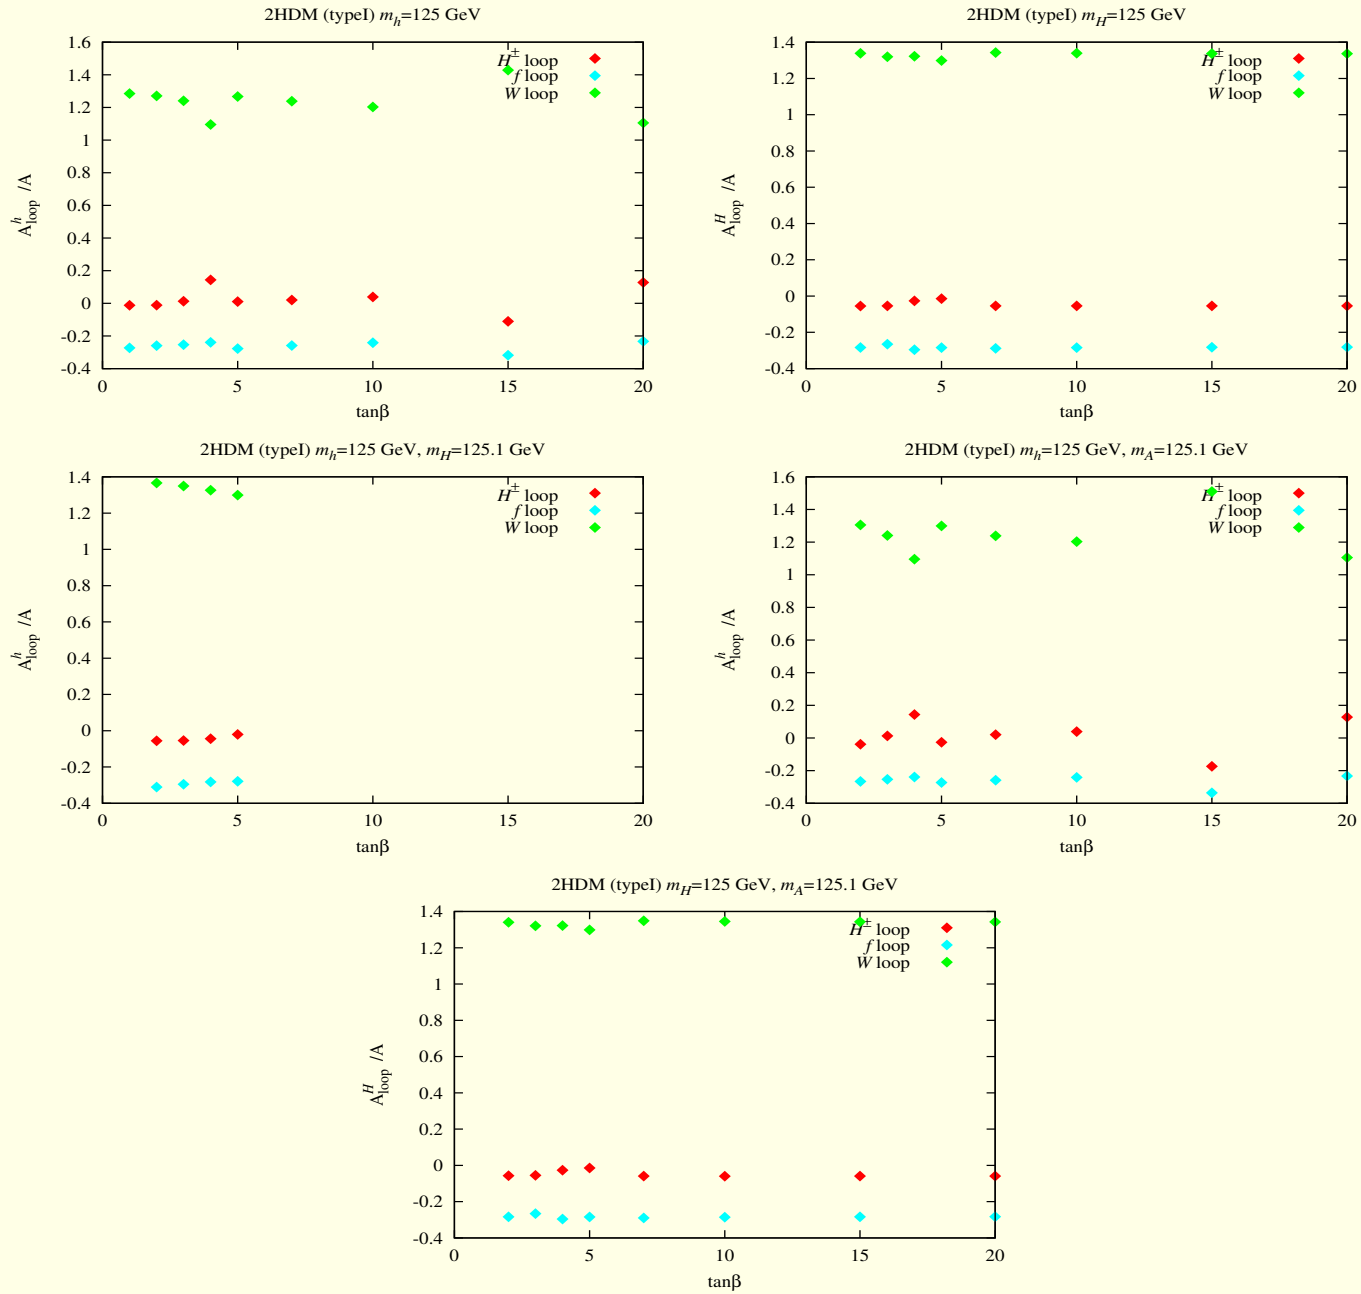 2HDM (typeI) m_h=125 GeV
1.6
1.4
1.2
1
0.8
0.6
0.4
0.2
0
-0.2
-0.4
0 5 10 15 20
tanβ
A^h_loop /A
H^± loop
f loop
W loop
2HDM (typeI) m_H=125 GeV
1.4
1.2
1
0.8
0.6
0.4
0.2
0
-0.2
-0.4
0 5 10 15 20
tanβ
A^H_loop /A
H^± loop
f loop
W loop
2HDM (typeI) m_h=125 GeV, m_H=125.1 GeV
1.4
1.2
1
0.8
0.6
0.4
0.2
0
-0.2
-0.4
0 5 10 15 20
tanβ
A^h_loop /A
H^± loop
f loop
W loop
2HDM (typeI) m_h=125 GeV, m_A=125.1 GeV
1.6
1.4
1.2
1
0.8
0.6
0.4
0.2
0
-0.2
-0.4
0 5 10 15 20
tanβ
A^h_loop /A
H^± loop
f loop
W loop
2HDM (typeI) m_H=125 GeV, m_A=125.1 GeV
1.4
1.2
1
0.8
0.6
0.4
0.2
0
-0.2
-0.4
0 5 10 15 20
tanβ
A^H_loop /A
H^± loop
f loop
W loop